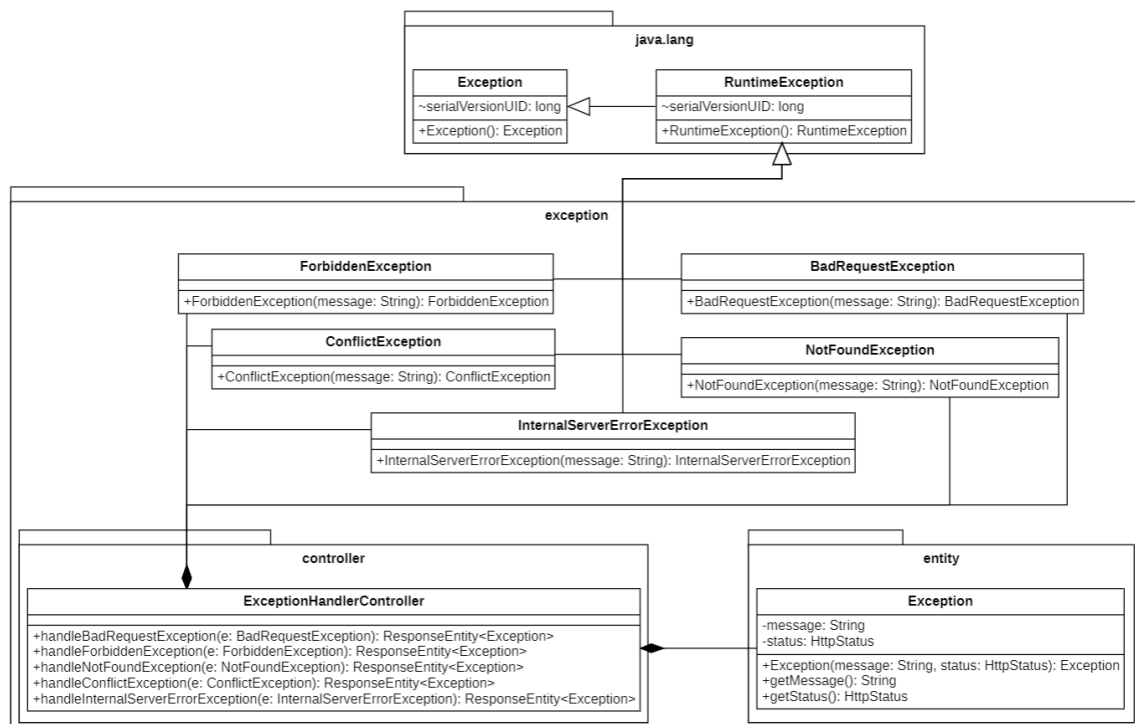 java.lang
Exception
~serialVersionUID: long
+Exception(): Exception
RuntimeException
~serialVersionUID: long
+RuntimeException(): RuntimeException
exception
ForbiddenException
+ForbiddenException(message: String): ForbiddenException
BadRequestException
+BadRequestException(message: String): BadRequestException
ConflictException
+ConflictException(message: String): ConflictException
NotFoundException
+NotFoundException(message: String): NotFoundException
InternalServerErrorException
+InternalServerErrorException(message: String): InternalServerErrorException
controller
ExceptionHandlerController
+handleBadRequestException(e: BadRequestException): ResponseEntity<Exception>
+handleForbiddenException(e: ForbiddenException): ResponseEntity<Exception>
+handleNotFoundException(e: NotFoundException): ResponseEntity<Exception>
+handleConflictException(e: ConflictException): ResponseEntity<Exception>
+handleInternalServerErrorException(e: InternalServerErrorException): ResponseEntity<Exception>
entity
Exception
-message: String
-status: HttpStatus
+Exception(message: String, status: HttpStatus): Exception
+getMessage(): String
+getStatus(): HttpStatus